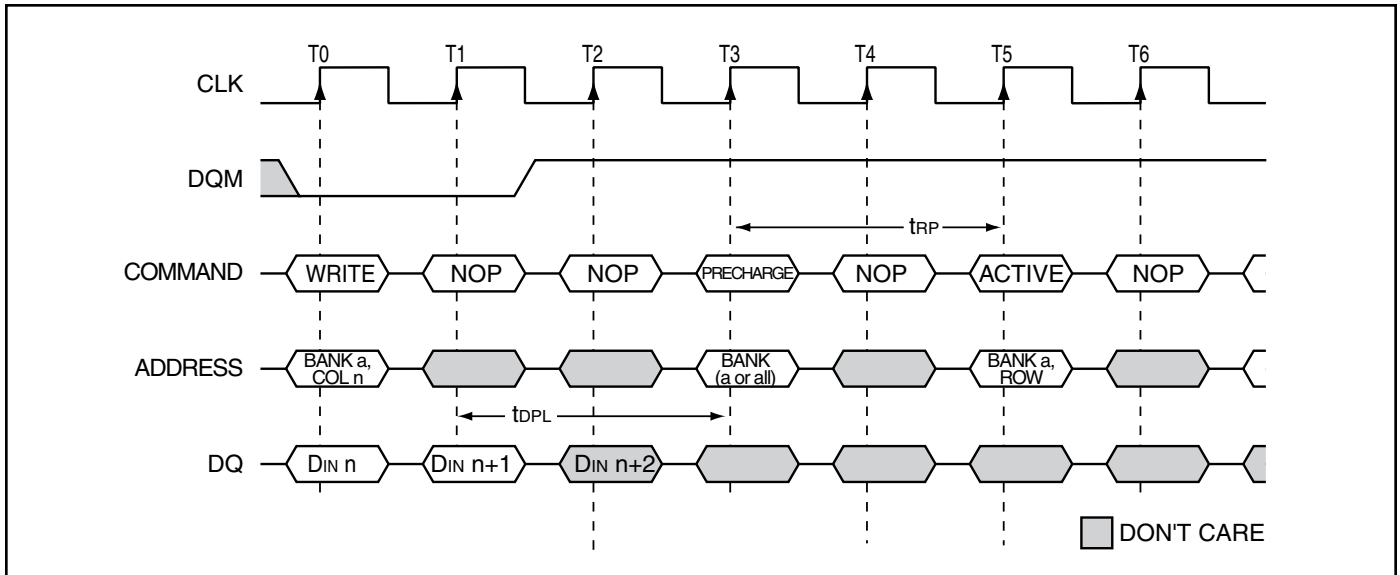 T0 T1 T2 T3 T4 T5 T6
CLK
DQM
tRP
COMMAND WRITE NOP NOP PRECHARGE NOP ACTIVE NOP
ADDRESS BANK a, COL n BANK (a or all) BANK a, ROW
tDPL
DQ DIN n DIN n+1 DIN n+2
DON'T CARE